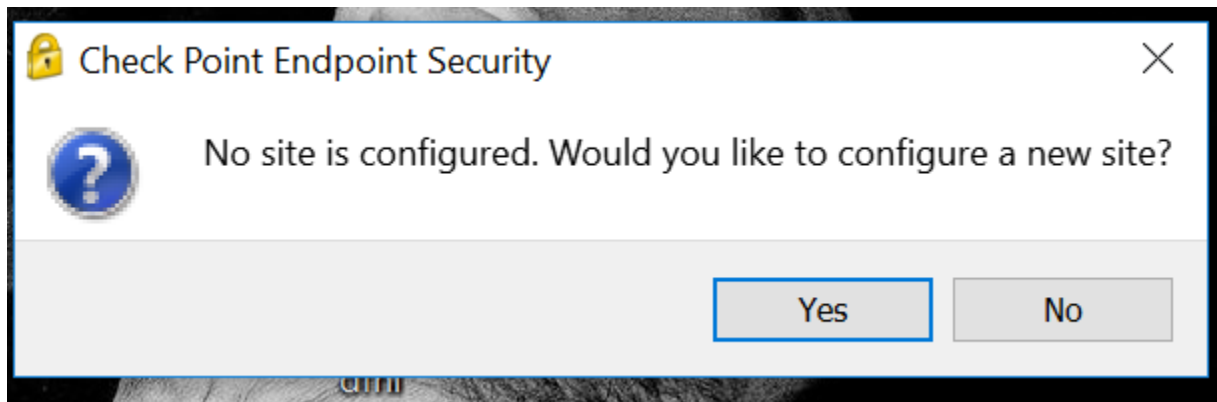 Check Point Endpoint Security
No site is configured. Would you like to configure a new site?
Yes
No